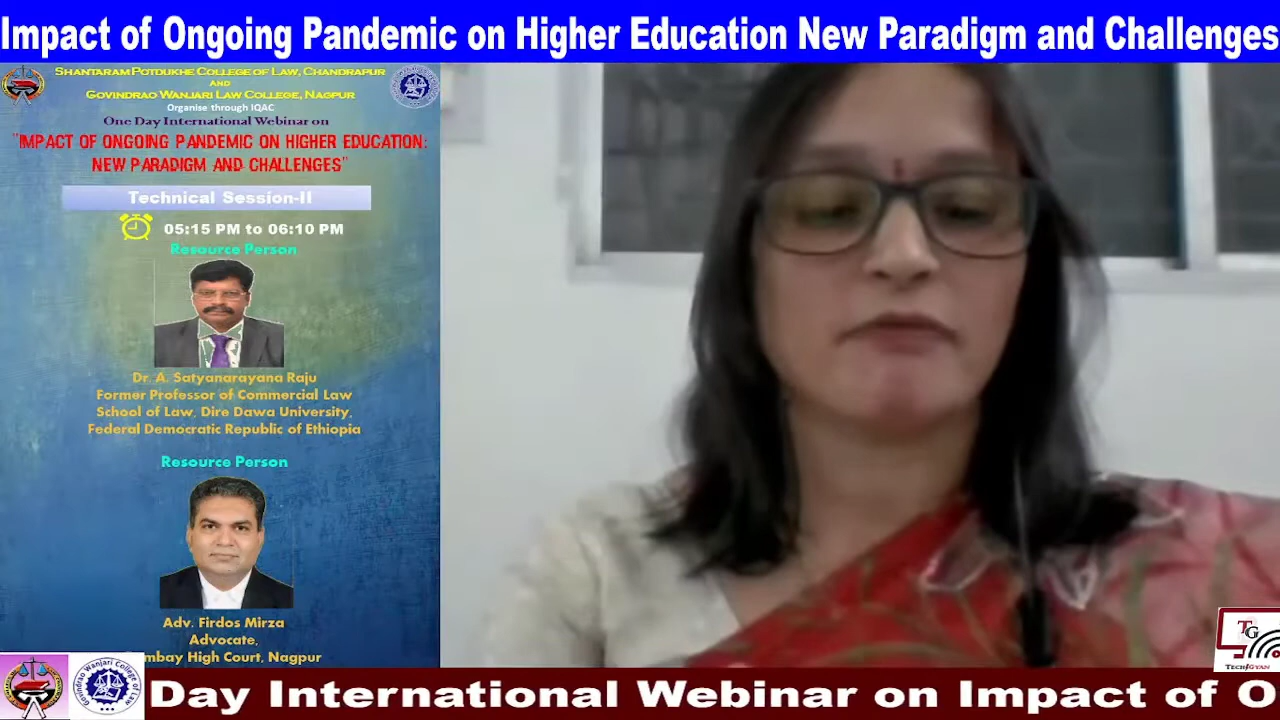 Impact of Ongoing Pandemic on Higher Education New Paradigm and Challenges
SHANTARAM POTDUKHE COLLEGE OF LAW, CHANDRAPUR
AND
GOVINDRAO WANJARI LAW COLLEGE, NAGPUR
Organise through IQAC
One Day International Webinar on
"IMPACT OF ONGOING PANDEMIC ON HIGHER EDUCATION:
NEW PARADIGM AND CHALLENGES"
Technical Session-II
05:15 PM to 06:10 PM
Resource Person
Dr. A. Satyanarayana Raju
Former Professor of Commercial Law
School of Law, Dire Dawa University,
Federal Democratic Republic of Ethiopia
Resource Person
Adv. Firdos Mirza
Advocate,
mbay High Court, Nagpur
TG
TECHGYAN
Day International Webinar on Impact of O